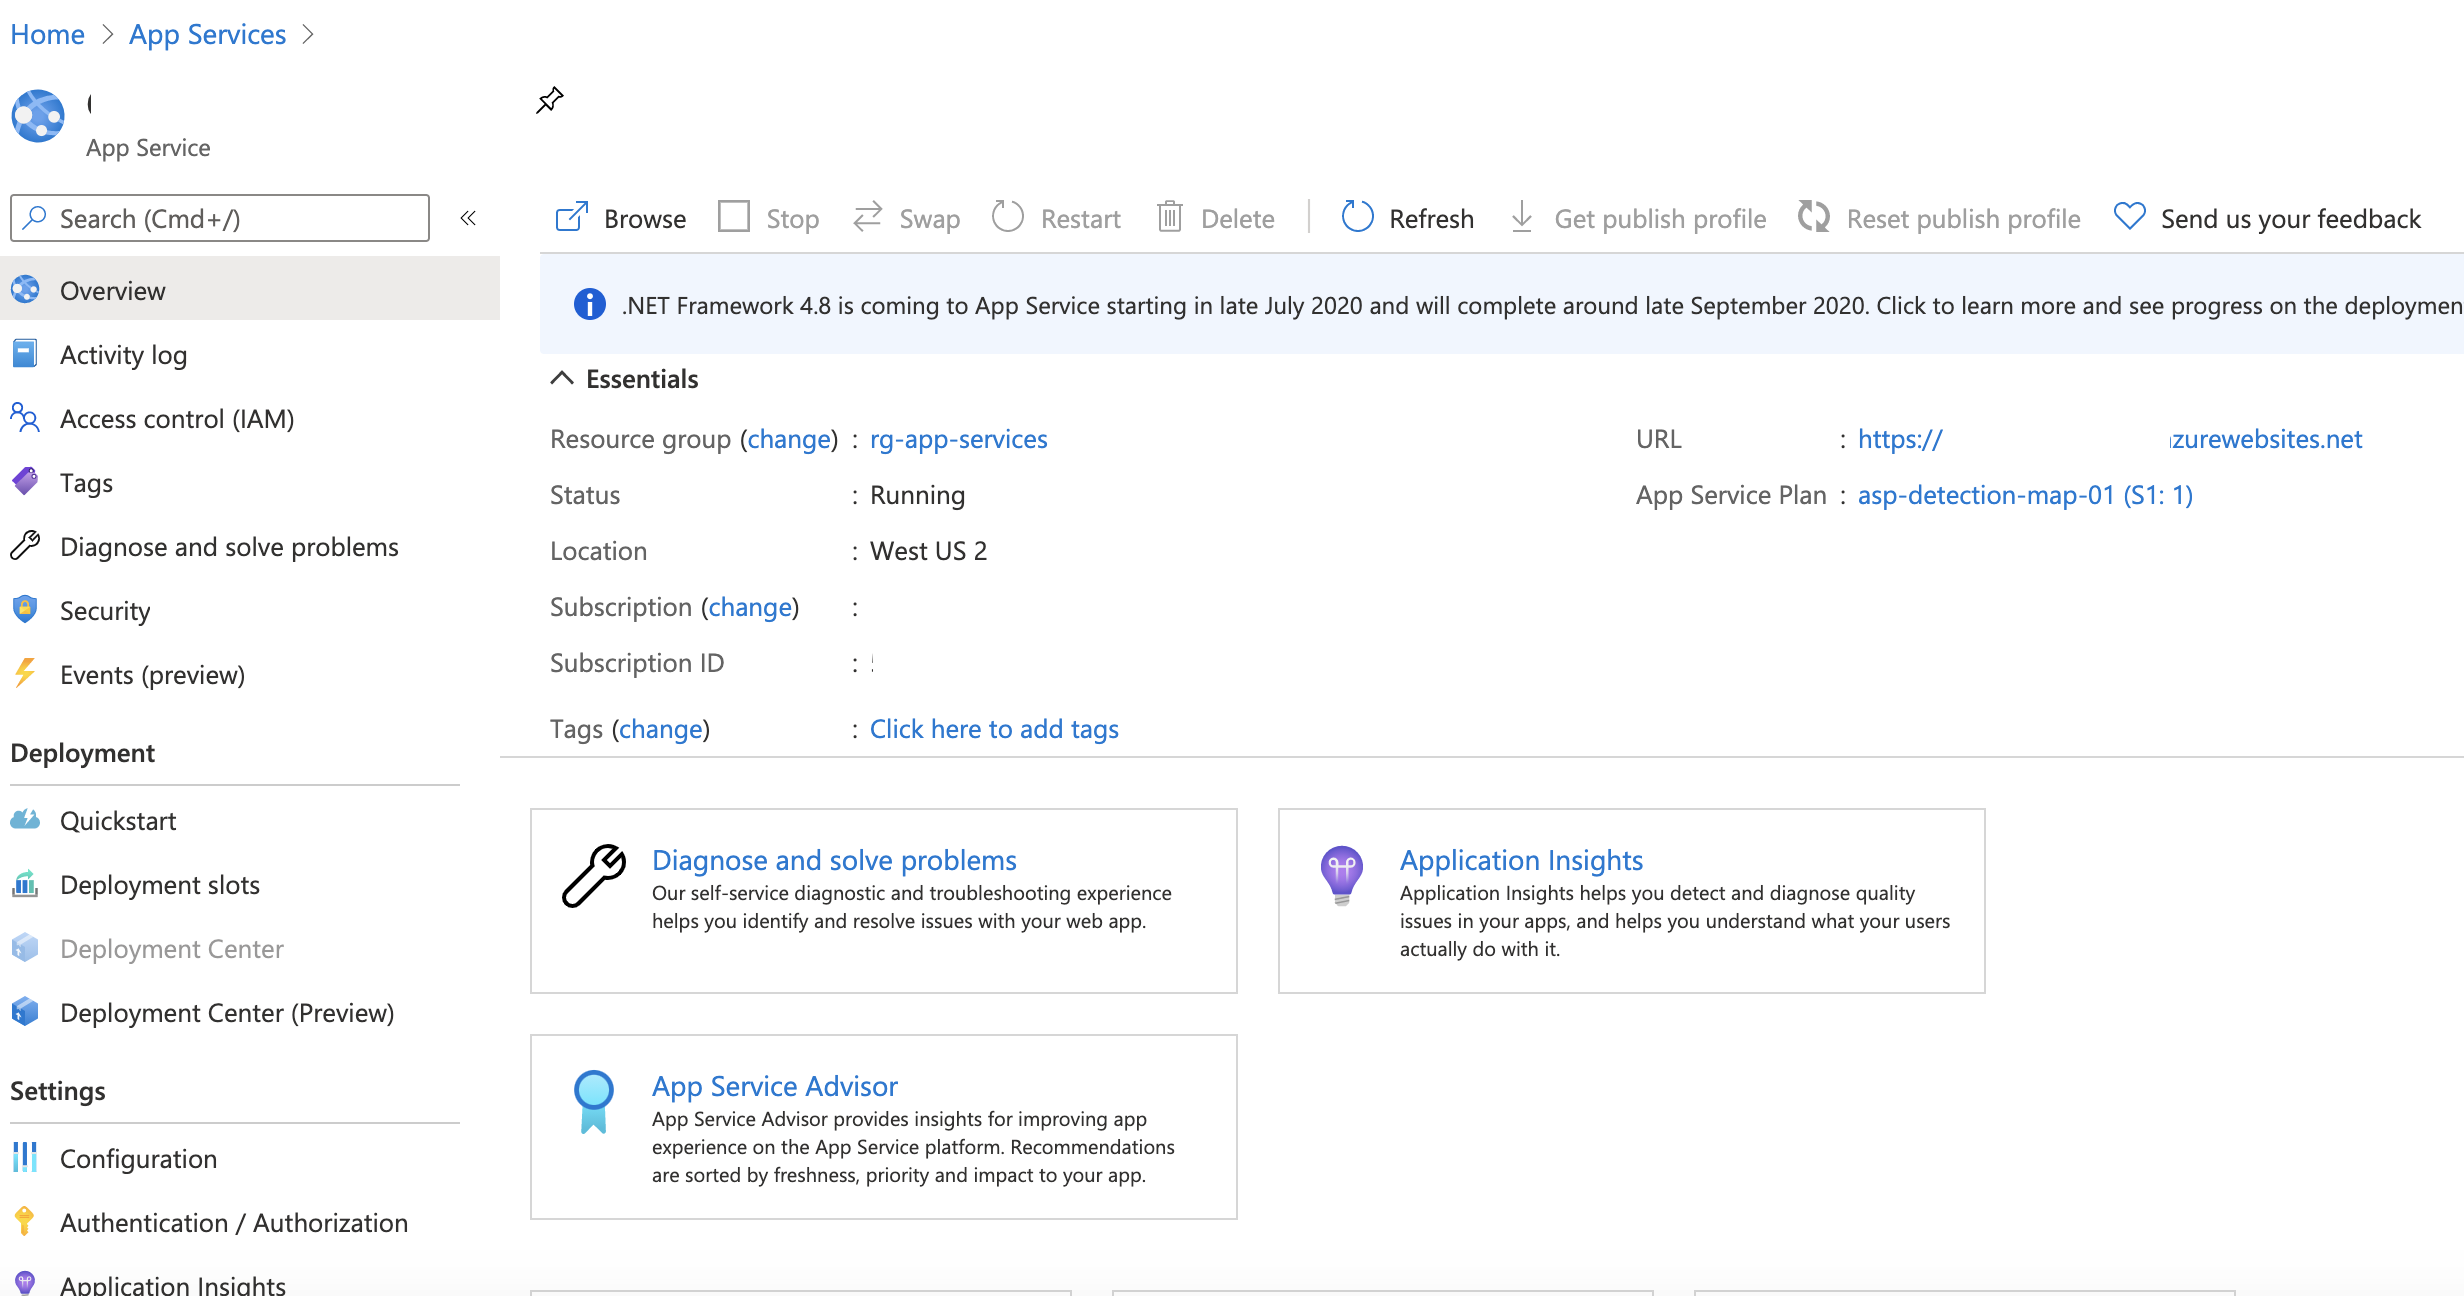 Home > App Services >
App Service
Search (Cmd+/)
«
Overview
Activity log
Access control (IAM)
Tags
Diagnose and solve problems
Security
Events (preview)
Deployment
Quickstart
Deployment slots
Deployment Center
Deployment Center (Preview)
Settings
Configuration
Authentication / Authorization
Application Insights
Browse Stop Swap Restart Delete Refresh Get publish profile Reset publish profile Send us your feedback
.NET Framework 4.8 is coming to App Service starting in late July 2020 and will complete around late September 2020. Click to learn more and see progress on the deploymen
Essentials
Resource group (change) : rg-app-services
Status : Running
Location : West US 2
Subscription (change) :
Subscription ID :
Tags (change) : Click here to add tags
URL : https:// zurewebsites.net
App Service Plan : asp-detection-map-01 (S1: 1)
Diagnose and solve problems
Our self-service diagnostic and troubleshooting experience
helps you identify and resolve issues with your web app.
Application Insights
Application Insights helps you detect and diagnose quality
issues in your apps, and helps you understand what your users
actually do with it.
App Service Advisor
App Service Advisor provides insights for improving app
experience on the App Service platform. Recommendations
are sorted by freshness, priority and impact to your app.